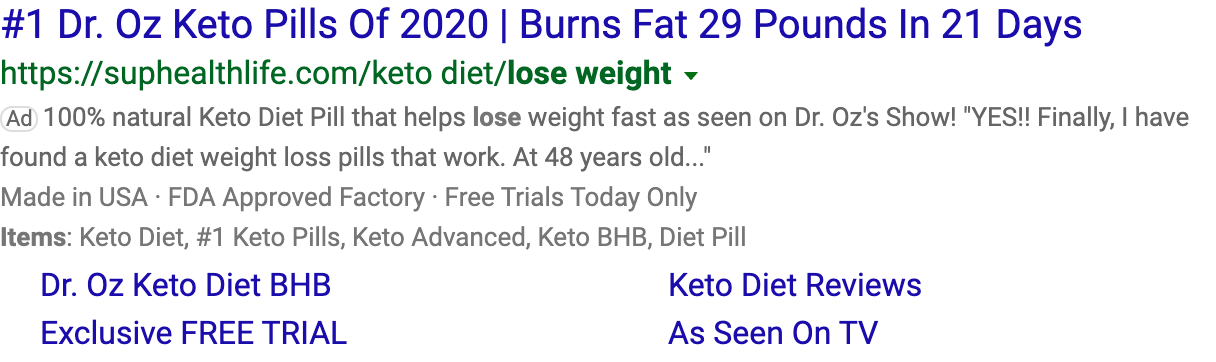 #1 Dr. Oz Keto Pills Of 2020 | Burns Fat 29 Pounds In 21 Days
https://suphealthlife.com/keto diet/lose weight
Ad 100% natural Keto Diet Pill that helps lose weight fast as seen on Dr. Oz's Show! "YES!! Finally, I have
found a keto diet weight loss pills that work. At 48 years old..."
Made in USA · FDA Approved Factory · Free Trials Today Only
Items: Keto Diet, #1 Keto Pills, Keto Advanced, Keto BHB, Diet Pill
Dr. Oz Keto Diet BHB
Keto Diet Reviews
Exclusive FREE TRIAL
As Seen On TV